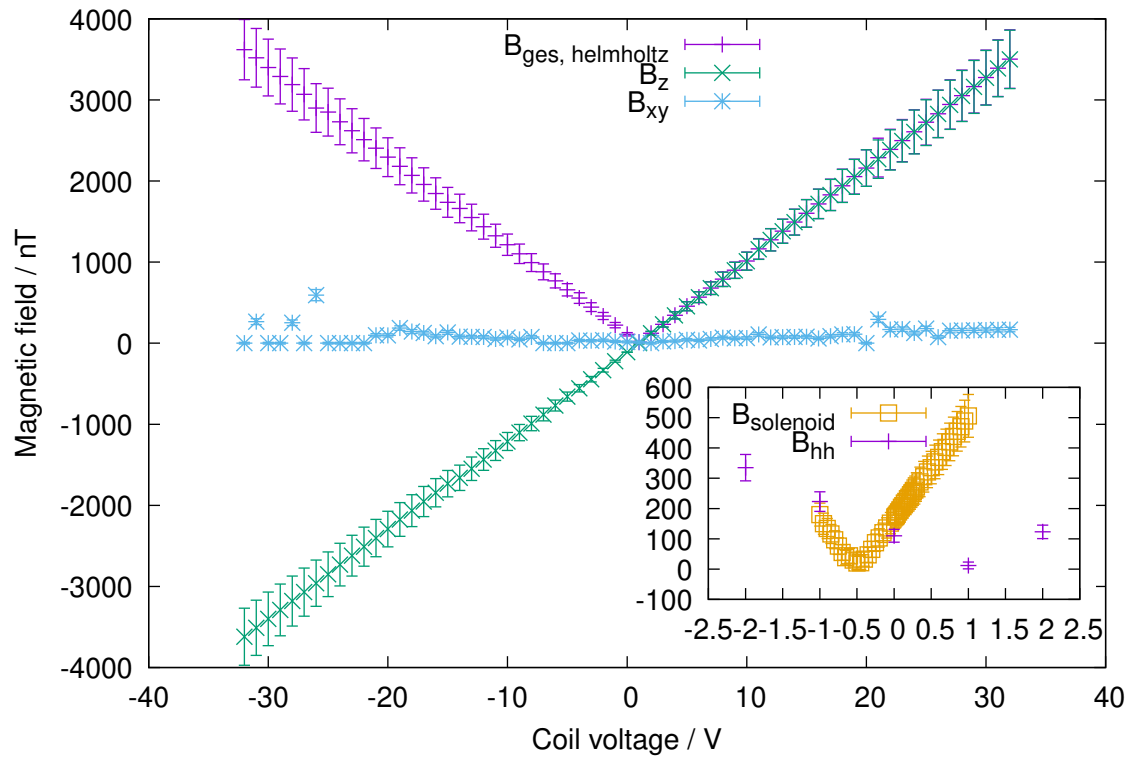 4000
3000
2000
1000
0
-1000
-2000
-3000
-4000
-40 -30 -20 -10 0 10 20 30 40
Magnetic field / nT
Coil voltage / V
B_ges, helmholtz
B_z
B_xy
600
500
400
300
200
100
0
-100
-2.5 -2 -1.5 -1 -0.5 0 0.5 1 1.5 2 2.5
B_solenoid
B_hh